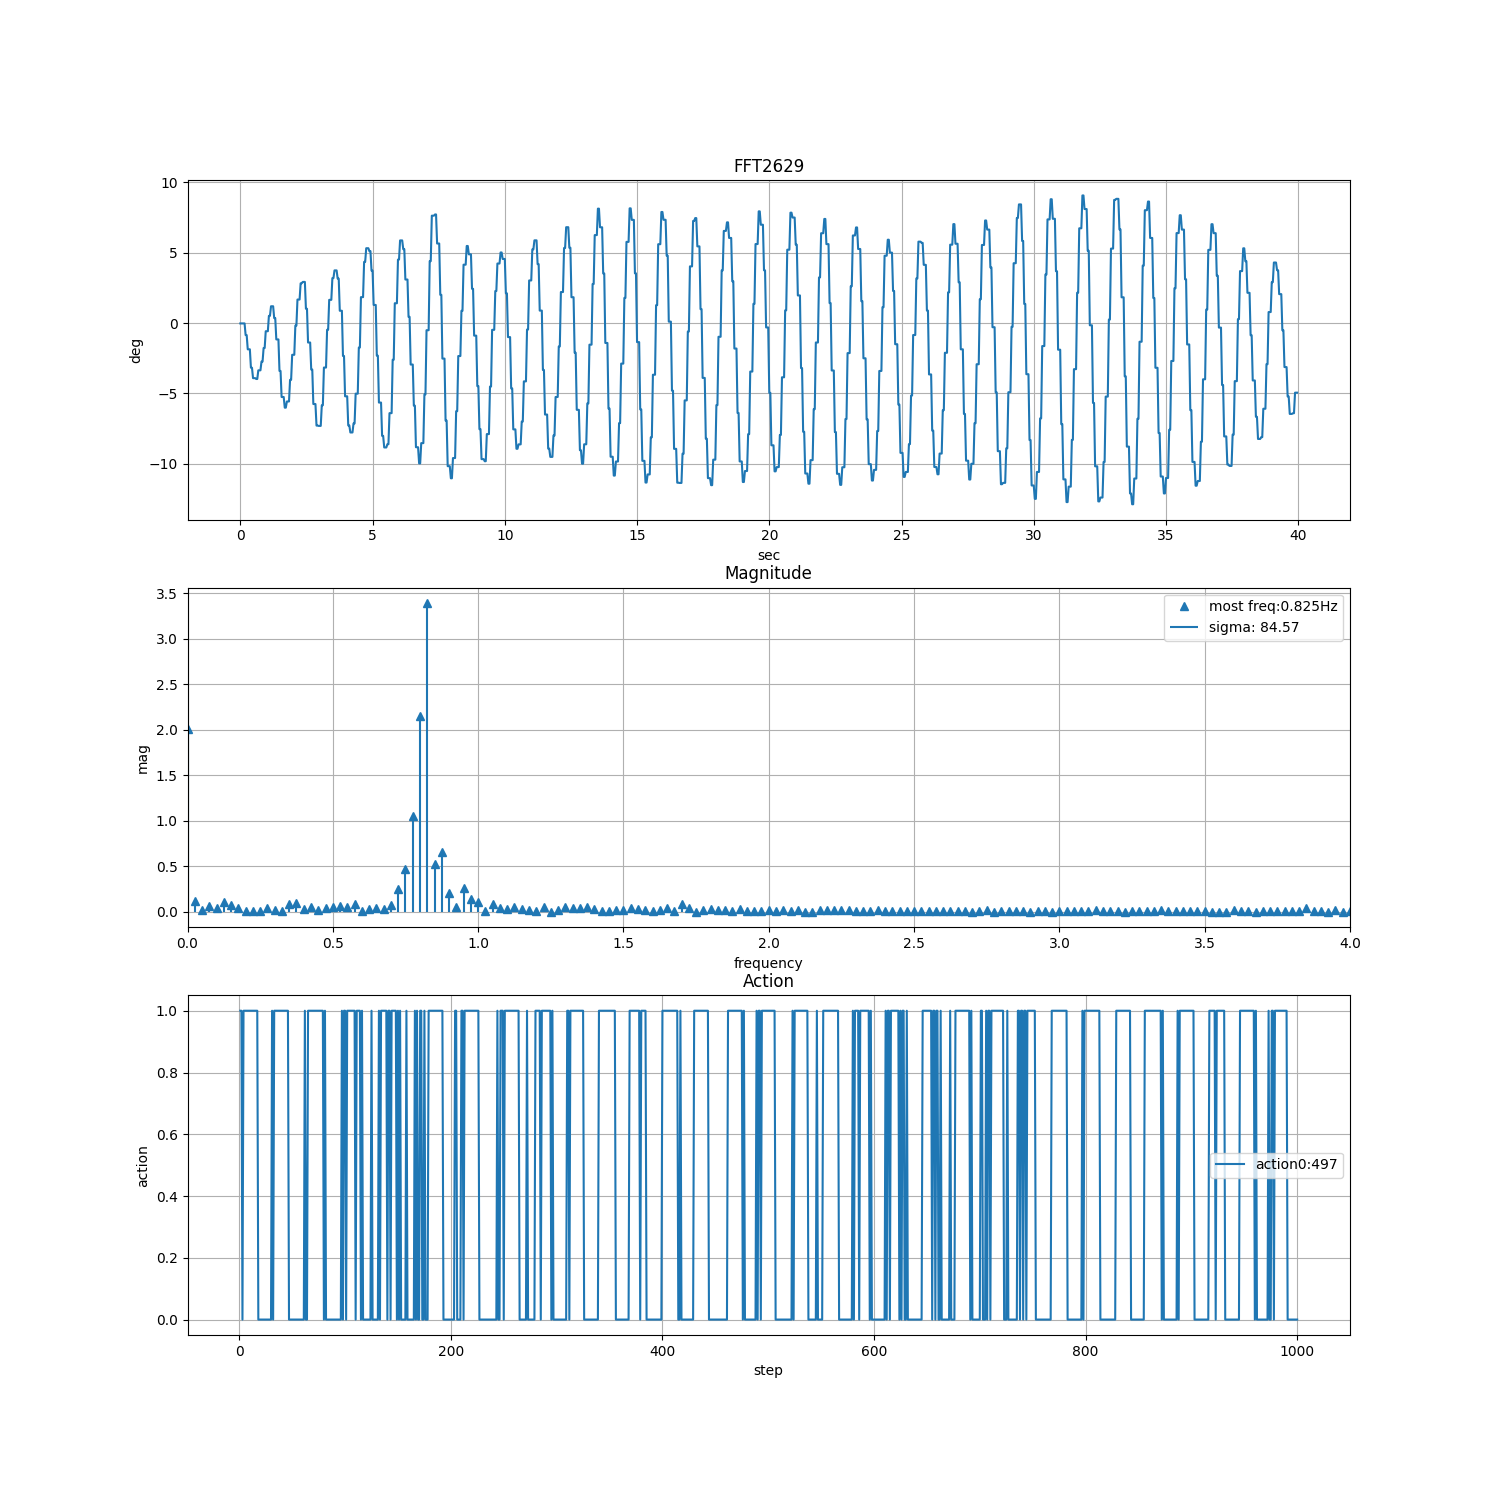 FFT2629
10
5
0
−5
−10
deg
0 5 10 15 20 25 30 35 40
sec
Magnitude
3.5
3.0
2.5
2.0
1.5
1.0
0.5
0.0
mag
most freq:0.825Hz
sigma: 84.57
0.0 0.5 1.0 1.5 2.0 2.5 3.0 3.5 4.0
frequency
Action
1.0
0.8
0.6
0.4
0.2
0.0
action
action0:497
0 200 400 600 800 1000
step